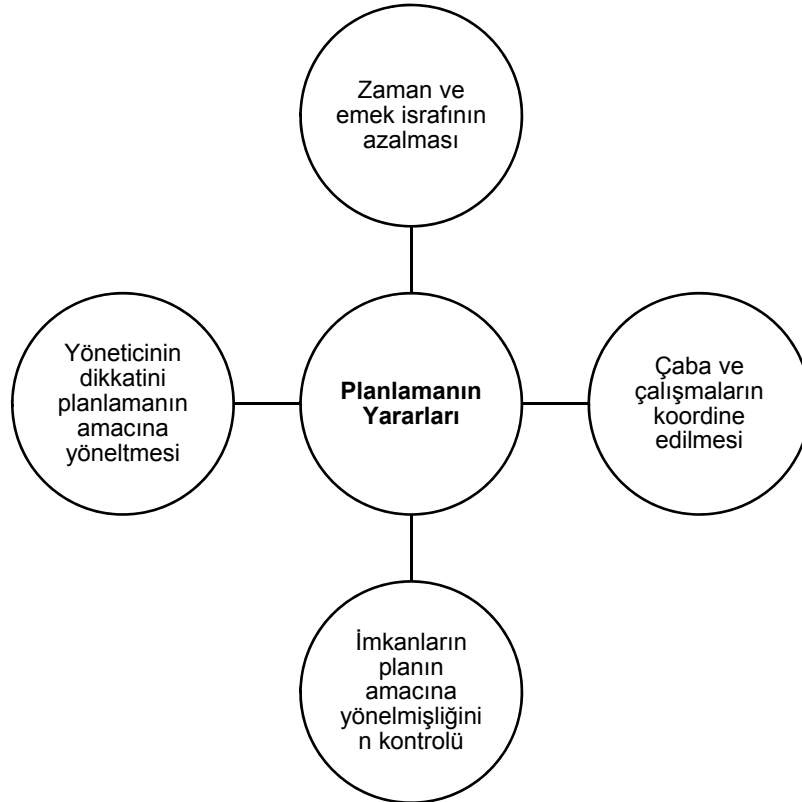 Zaman ve
emek israfının
azalması
Yöneticinin
dikkatini
planlamanın
amacına
yöneltmesi
Planlamanın
Yararları
Çaba ve
çalışmaların
koordine
edilmesi
İmkanların
planın
amacına
yönelmişliğini
n kontrolü